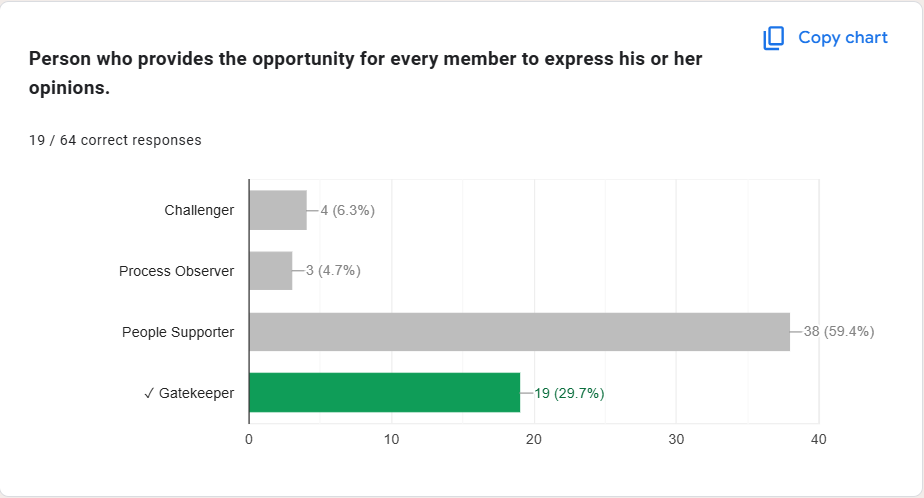 Copy chart
Person who provides the opportunity for every member to express his or her
opinions.
19 / 64 correct responses
Challenger 4 (6.3%)
Process Observer 3 (4.7%)
People Supporter 38 (59.4%)
✓ Gatekeeper 19 (29.7%)
0 10 20 30 40